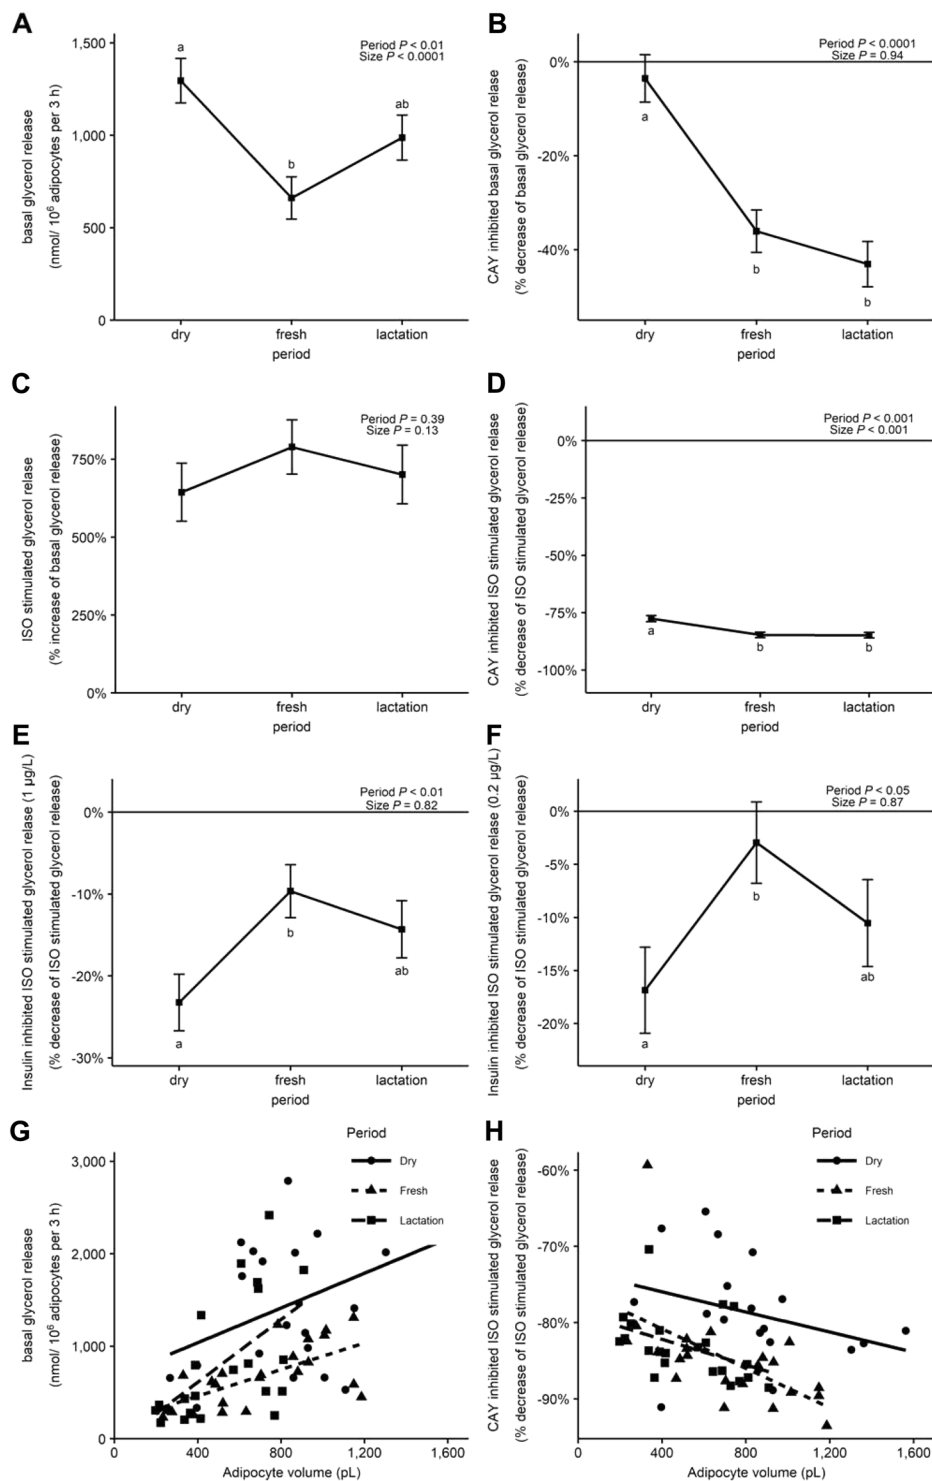 A
basal glycerol release
(nmol/ 10⁶ adipocytes per 3 h)
1,500
1,000
500
0
Period P < 0.01
Size P < 0.0001
a
b
ab
dry
fresh
lactation
period
B
CAY inhibited basal glycerol relase
(% decrease of basal glycerol release)
0%
-20%
-40%
Period P < 0.0001
Size P = 0.94
a
b
b
dry
fresh
lactation
period
C
ISO stimulated glycerol relase
(% increase of basal glycerol release)
750%
500%
250%
0%
Period P = 0.39
Size P = 0.13
dry
fresh
lactation
period
D
CAY inhibited ISO stimulated glycerol relase
(% decrease of ISO stimulated glycerol release)
0%
-25%
-50%
-75%
-100%
Period P < 0.001
Size P < 0.001
a
b
b
dry
fresh
lactation
period
E
Insulin inhibited ISO stimulated glycerol relase (1 µg/L)
(% decrease of ISO stimulated glycerol release)
0%
-10%
-20%
-30%
Period P < 0.01
Size P = 0.82
a
b
ab
dry
fresh
lactation
period
F
Insulin inhibited ISO stimulated glycerol relase (0.2 µg/L)
(% decrease of ISO stimulated glycerol release)
0%
-5%
-10%
-15%
-20%
Period P < 0.05
Size P = 0.87
a
b
ab
dry
fresh
lactation
period
G
basal glycerol release
(nmol/ 10⁶ adipocytes per 3 h)
3,000
2,000
1,000
0
Period
Dry
Fresh
Lactation
0
400
800
1,200
1,600
Adipocyte volume (pL)
H
CAY inhibited ISO stimulated glycerol relase
(% decrease of ISO stimulated glycerol release)
-60%
-70%
-80%
-90%
Period
Dry
Fresh
Lactation
0
400
800
1,200
1,600
Adipocyte volume (pL)